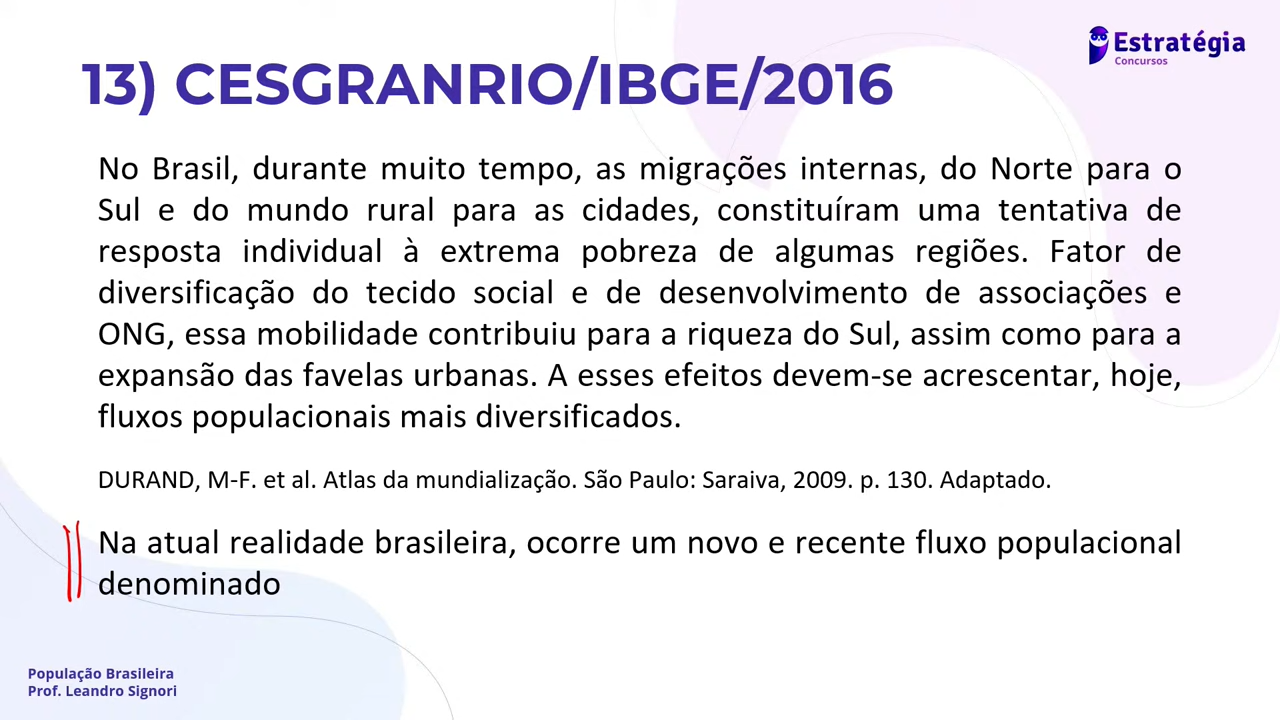 Estratégia
Concursos
13) CESGRANRIO/IBGE/2016
No Brasil, durante muito tempo, as migrações internas, do Norte para o
Sul e do mundo rural para as cidades, constituíram uma tentativa de
resposta individual à extrema pobreza de algumas regiões. Fator de
diversificação do tecido social e de desenvolvimento de associações e
ONG, essa mobilidade contribuiu para a riqueza do Sul, assim como para a
expansão das favelas urbanas. A esses efeitos devem-se acrescentar, hoje,
fluxos populacionais mais diversificados.
DURAND, M-F. et al. Atlas da mundialização. São Paulo: Saraiva, 2009. p. 130. Adaptado.
Na atual realidade brasileira, ocorre um novo e recente fluxo populacional
denominado
População Brasileira
Prof. Leandro Signori